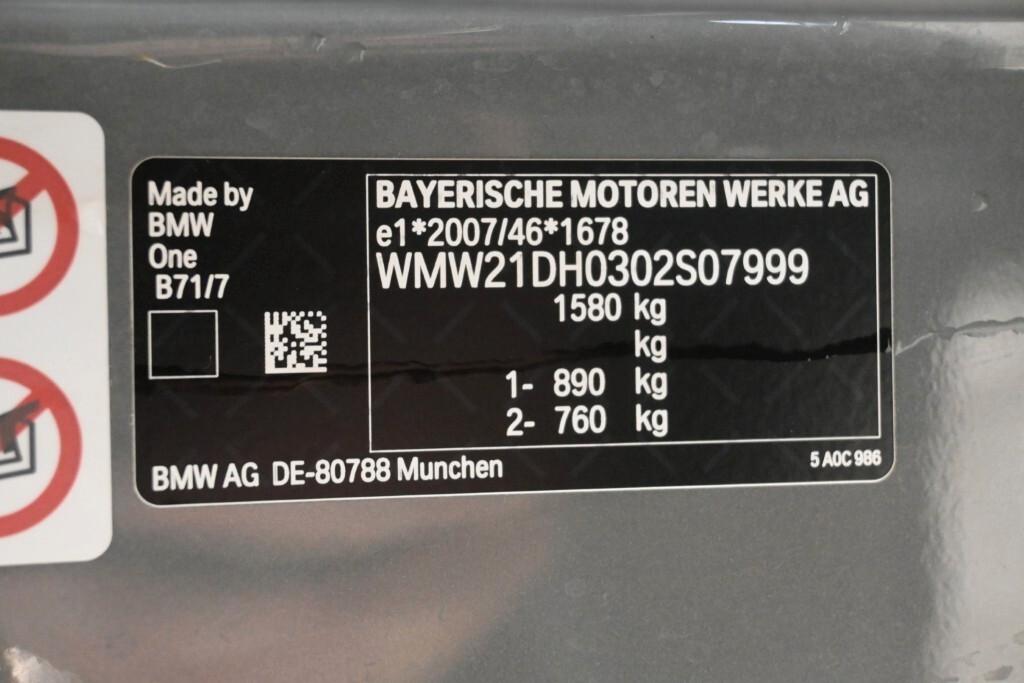 Made by
BMW
One
B71/7
BMW AG DE-80788 Munchen
BAYERISCHE MOTOREN WERKE AG
e1*2007/46*1678
WMW21DH0302S07999
1580 kg
kg
1- 890 kg
2- 760 kg
5 A0C 986